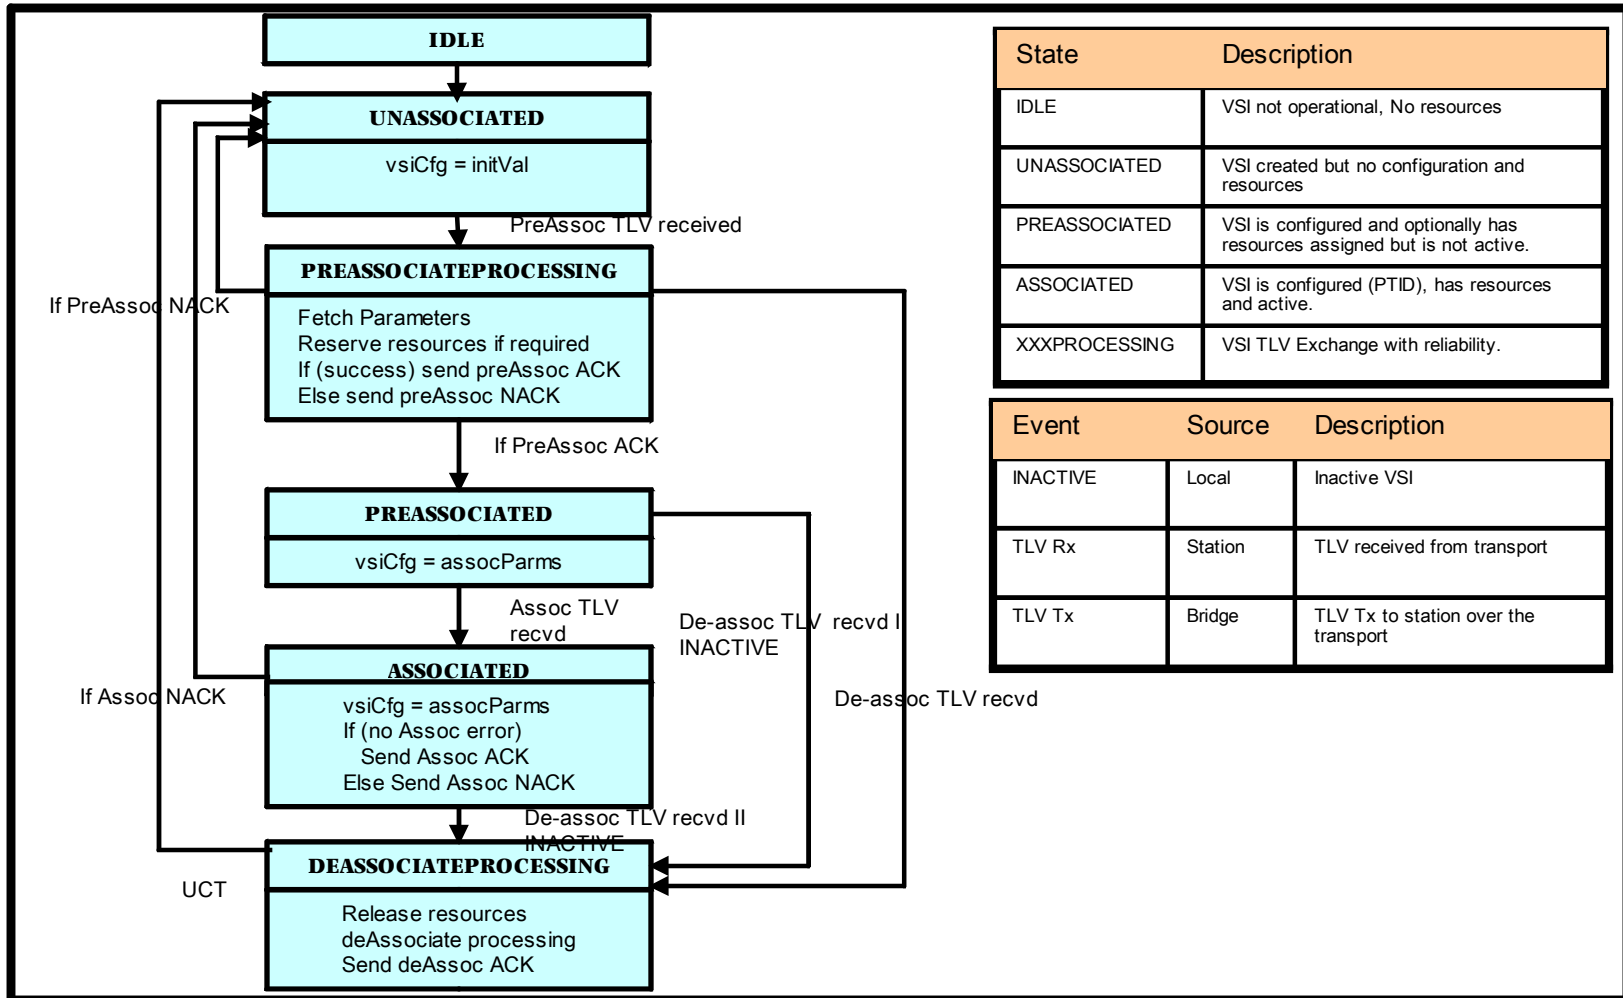 IDLE
UNASSOCIATED
vsiCfg = initVal
PreAssoc TLV received
PREASSOCIATEPROCESSING
If PreAssoc NACK
Fetch Parameters
Reserve resources if required
If (success) send preAssoc ACK
Else send preAssoc NACK
If PreAssoc ACK
PREASSOCIATED
vsiCfg = assocParms
Assoc TLV
recvd
De-assoc TLV recvd I
INACTIVE
ASSOCIATED
If Assoc NACK
De-assoc TLV recvd
vsiCfg = assocParms
If (no Assoc error)
Send Assoc ACK
Else Send Assoc NACK
De-assoc TLV recvd II
INACTIVE
DEASSOCIATEPROCESSING
UCT
Release resources
deAssociate processing
Send deAssoc ACK
State Description
IDLE VSI not operational, No resources
UNASSOCIATED VSI created but no configuration and
resources
PREASSOCIATED VSI is configured and optionally has
resources assigned but is not active.
ASSOCIATED VSI is configured (PTID), has resources
and active.
XXXPROCESSING VSI TLV Exchange with reliability.
Event Source Description
INACTIVE Local Inactive VSI
TLV Rx Station TLV received from transport
TLV Tx Bridge TLV Tx to station over the
transport